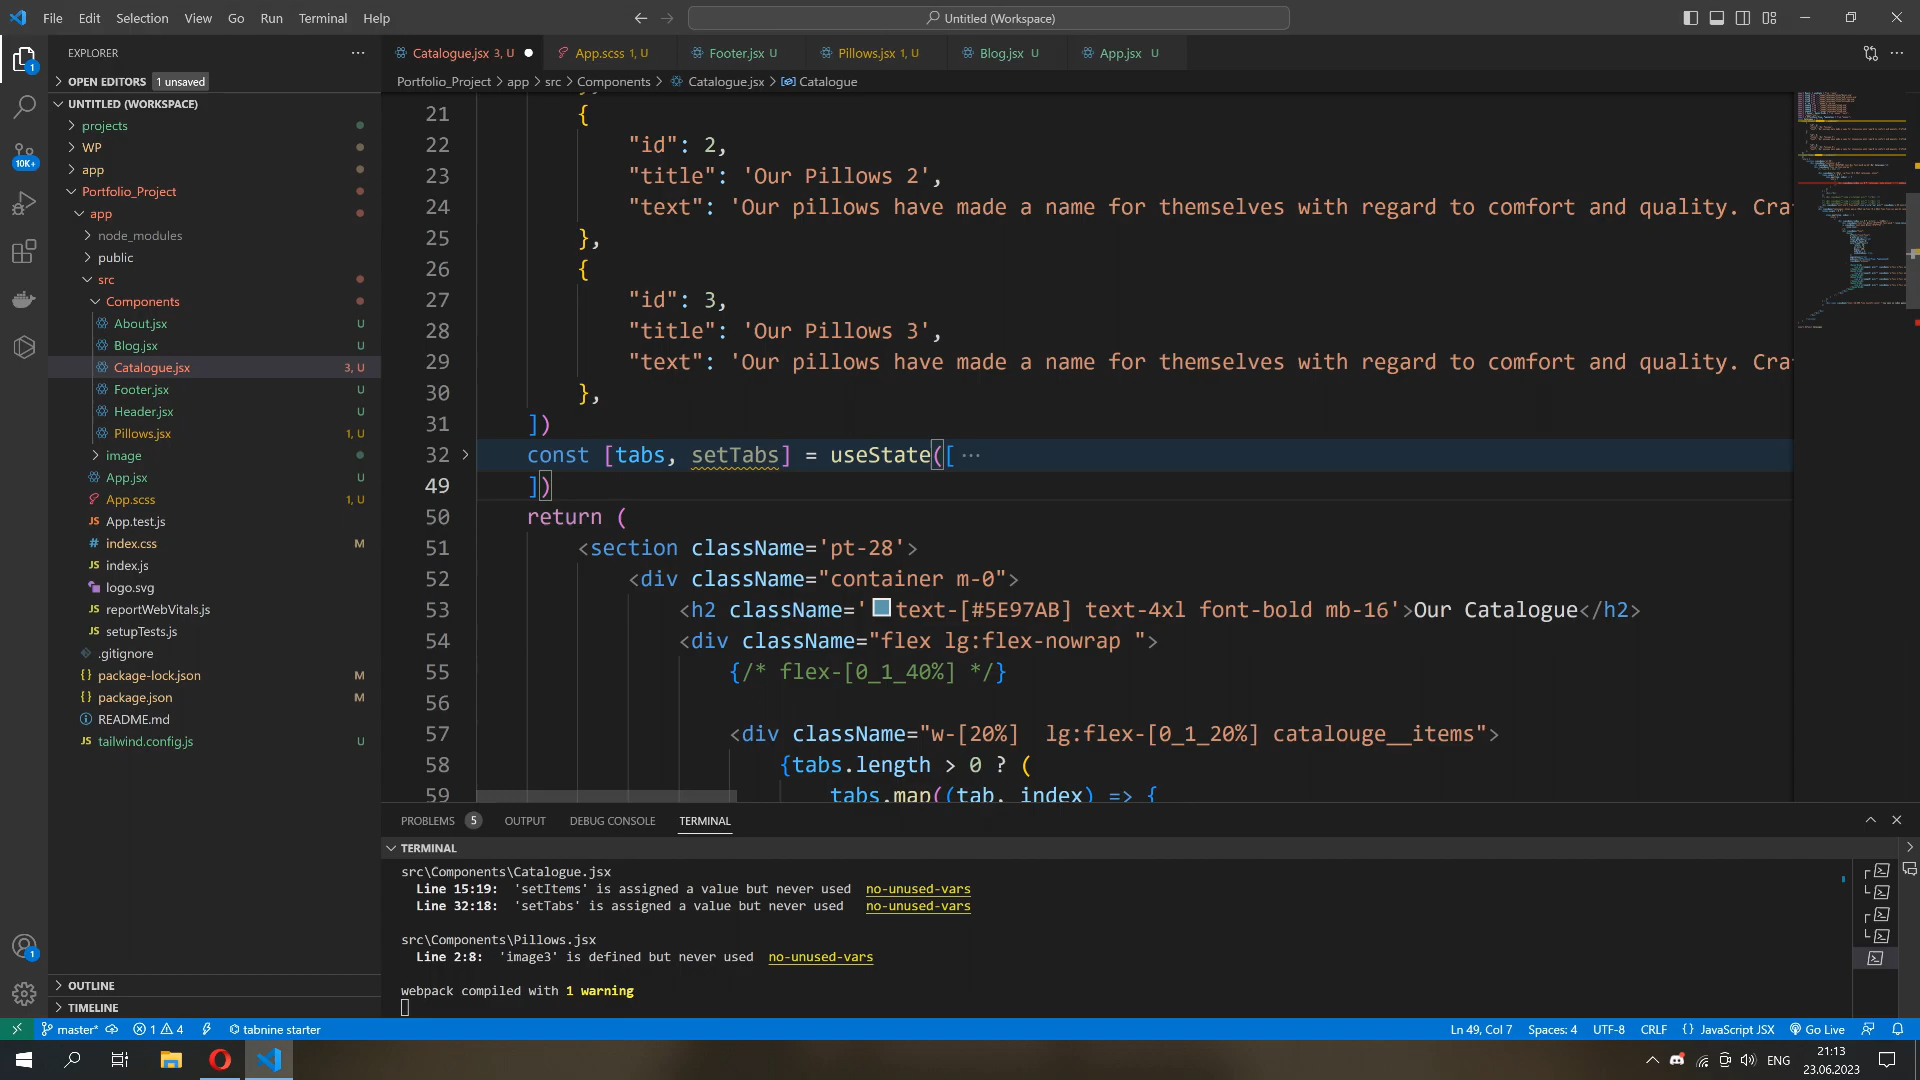 File Edit Selection View Go Run Terminal Help
Untitled (Workspace)
EXPLORER
OPEN EDITORS 1 unsaved
UNTITLED (WORKSPACE)
projects
WP
app
Portfolio_Project
app
node_modules
public
src
Components
About.jsx U
Blog.jsx U
Catalogue.jsx 3, U
Footer.jsx U
Header.jsx U
Pillows.jsx 1, U
image
App.jsx U
App.scss 1, U
App.test.js
index.css M
index.js
logo.svg
reportWebVitals.js
setupTests.js
.gitignore
package-lock.json M
package.json M
README.md
tailwind.config.js U
OUTLINE
TIMELINE
1
10K+
1
Catalogue.jsx 3, U App.scss 1, U Footer.jsx U Pillows.jsx 1, U Blog.jsx U App.jsx U
Portfolio_Project > app > src > Components > Catalogue.jsx > Catalogue
21 {
22 "id": 2,
23 "title": 'Our Pillows 2',
24 "text": 'Our pillows have made a name for themselves with regard to comfort and quality. Cra
25 },
26 {
27 "id": 3,
28 "title": 'Our Pillows 3',
29 "text": 'Our pillows have made a name for themselves with regard to comfort and quality. Cra
30 },
31 ])
32 const [tabs, setTabs] = useState([ ···
49 ])
50 return (
51 <section className='pt-28'>
52 <div className="container m-0">
53 <h2 className='text-[#5E97AB] text-4xl font-bold mb-16'>Our Catalogue</h2>
54 <div className="flex lg:flex-nowrap ">
55 {/* flex-[0_1_40%] */}
56
57 <div className="w-[20%]  lg:flex-[0_1_20%] catalouge__items">
58 {tabs.length > 0 ? (
59 tabs.map((tab, index) => {
PROBLEMS 5 OUTPUT DEBUG CONSOLE TERMINAL
TERMINAL
src\Components\Catalogue.jsx
Line 15:19: 'setItems' is assigned a value but never used no-unused-vars
Line 32:18: 'setTabs' is assigned a value but never used no-unused-vars
src\Components\Pillows.jsx
Line 2:8: 'image3' is defined but never used no-unused-vars
webpack compiled with 1 warning
master* 1 4 tabnine starter
Ln 49, Col 7 Spaces: 4 UTF-8 CRLF {} JavaScript JSX Go Live
ENG
21:13
23.06.2023